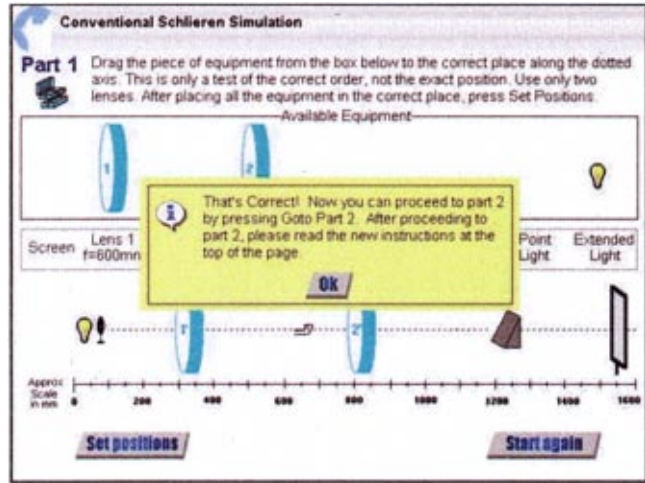 Conventional Schlieren Simulation
Part 1
Drag the piece of equipment from the box below to the correct place along the dotted
axis. This is only a test of the correct order, not the exact position. Use only two
lenses. After placing all the equipment in the correct place, press Set Positions.
Available Equipment
1
2
That's Correct! Now you can proceed to part 2
by pressing Goto Part 2. After proceeding to
part 2, please read the new instructions at the
top of the page
Ok
Screen
Lens 1
f=600mn
Point
Light
Extended
Light
1
2
Approx
Scale
in mm
0 200 400 600 800 1000 1200 1400 1600
Set positions
Start again